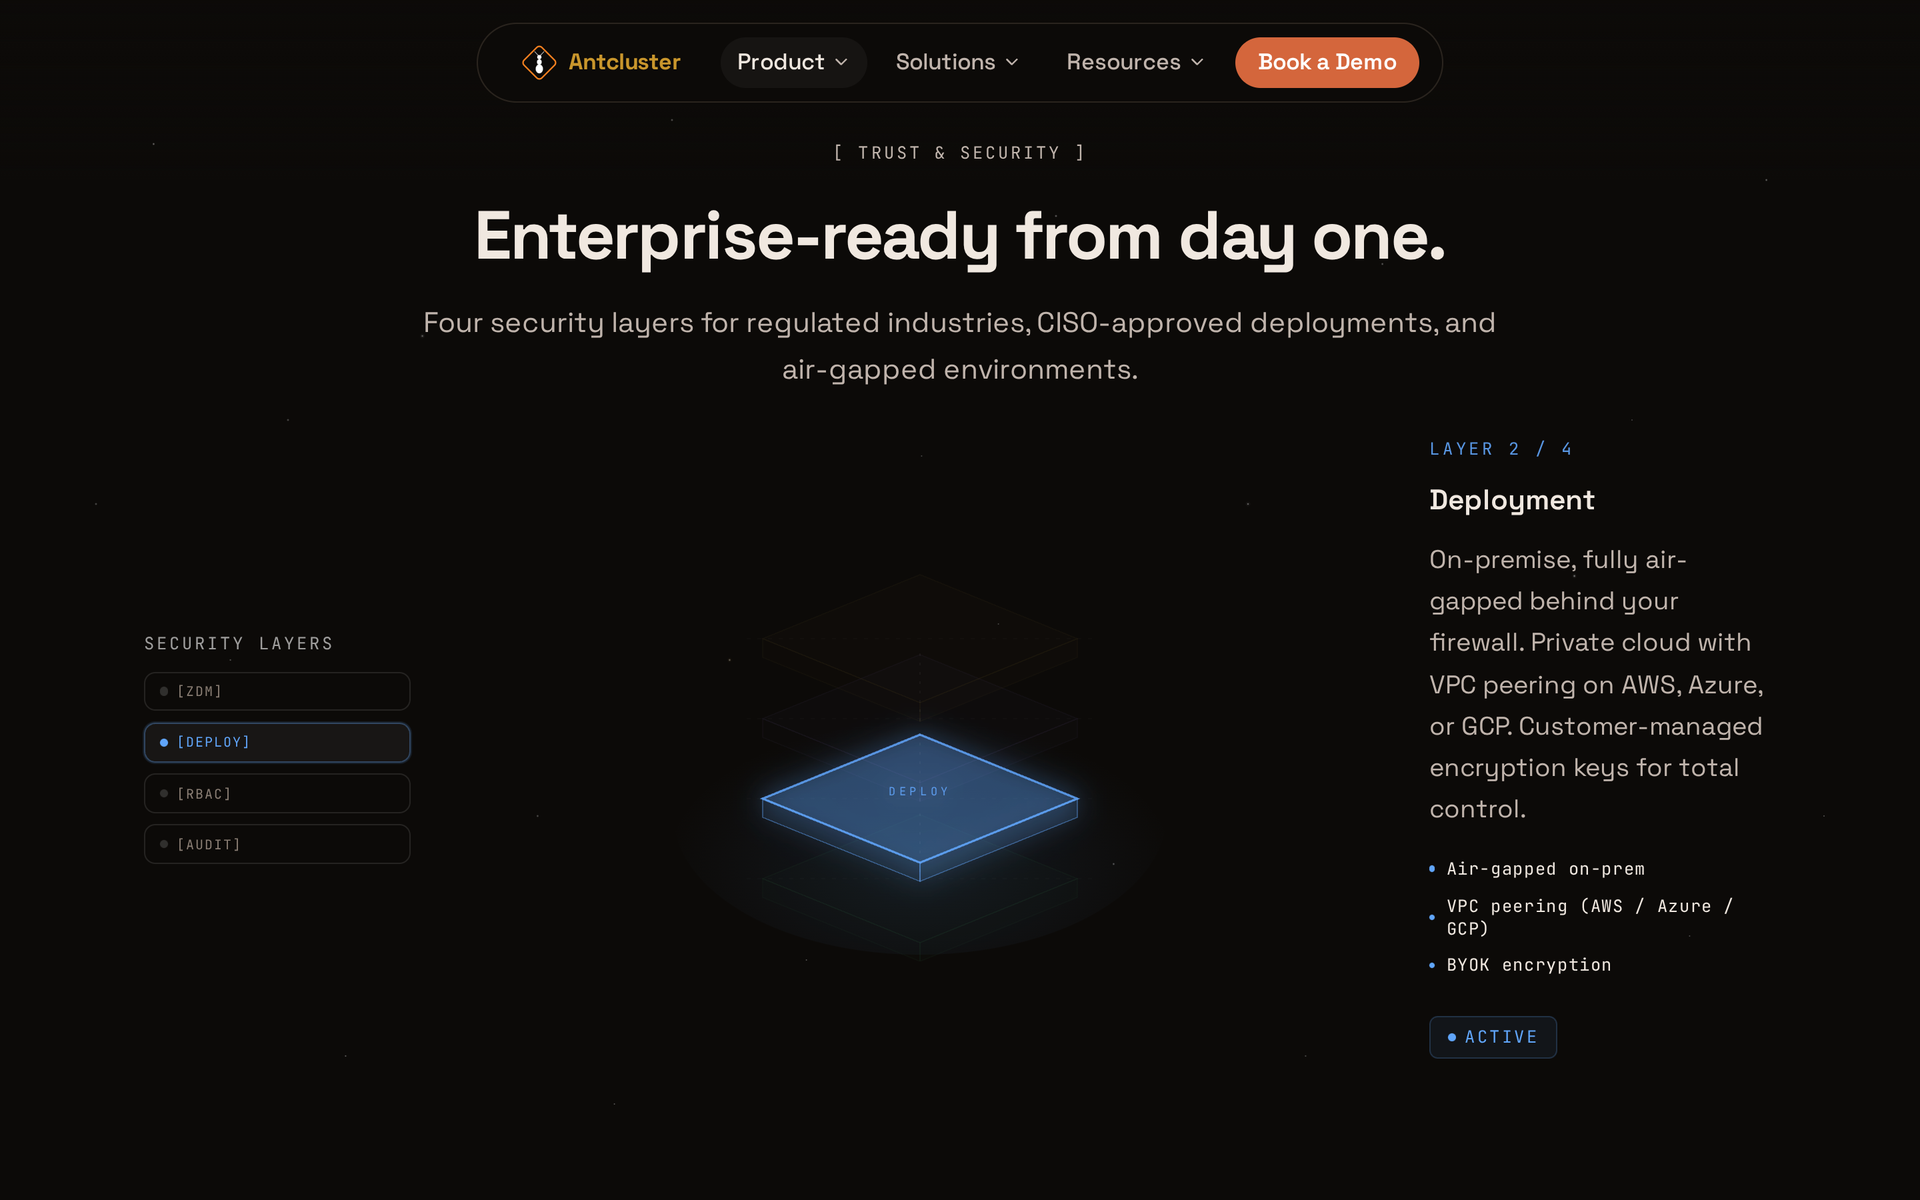 Antcluster
Product
Solutions
Resources
Book a Demo
[ TRUST & SECURITY ]
Enterprise-ready from day one.
Four security layers for regulated industries, CISO-approved deployments, and
air-gapped environments.
SECURITY LAYERS
[ZDM]
[DEPLOY]
[RBAC]
[AUDIT]
DEPLOY
LAYER 2 / 4
Deployment
On-premise, fully air-
gapped behind your
firewall. Private cloud with
VPC peering on AWS, Azure,
or GCP. Customer-managed
encryption keys for total
control.
Air-gapped on-prem
VPC peering (AWS / Azure /
GCP)
BYOK encryption
ACTIVE